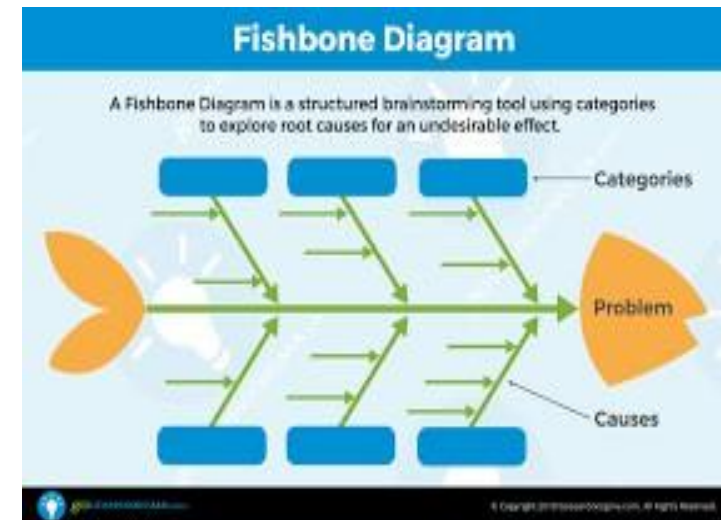 Fishbone Diagram
A Fishbone Diagram is a structured brainstorming tool using categories
to explore root causes for an undesirable effect.
Categories
Problem
Causes